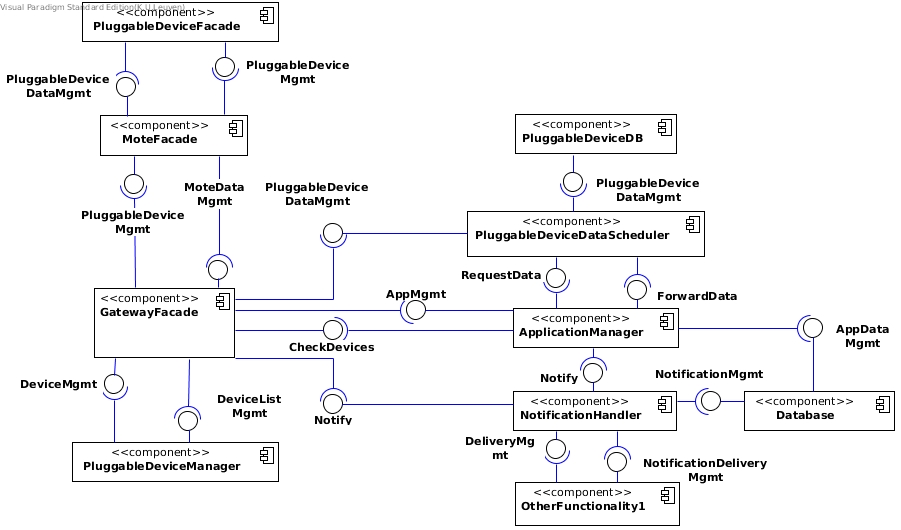 Visual Paradigm Standard Edition(K.U.Leuven)
<<component>>
PluggableDeviceFacade
PluggableDevice
DataMgmt
PluggableDevice
Mgmt
<<component>>
MoteFacade
<<component>>
PluggableDeviceDB
PluggableDevice
Mgmt
MoteData
Mgmt
PluggableDevice
DataMgmt
PluggableDevice
DataMgmt
<<component>>
PluggableDeviceDataScheduler
RequestData
ForwardData
<<component>>
GatewayFacade
AppMgmt
CheckDevices
<<component>>
ApplicationManager
AppData
Mgmt
DeviceMgmt
DeviceList
Mgmt
Notify
Notify
NotificationMgmt
<<component>>
NotificationHandler
<<component>>
Database
<<component>>
PluggableDeviceManager
DeliveryMg
mt
NotificationDelivery
Mgmt
<<component>>
OtherFunctionality1